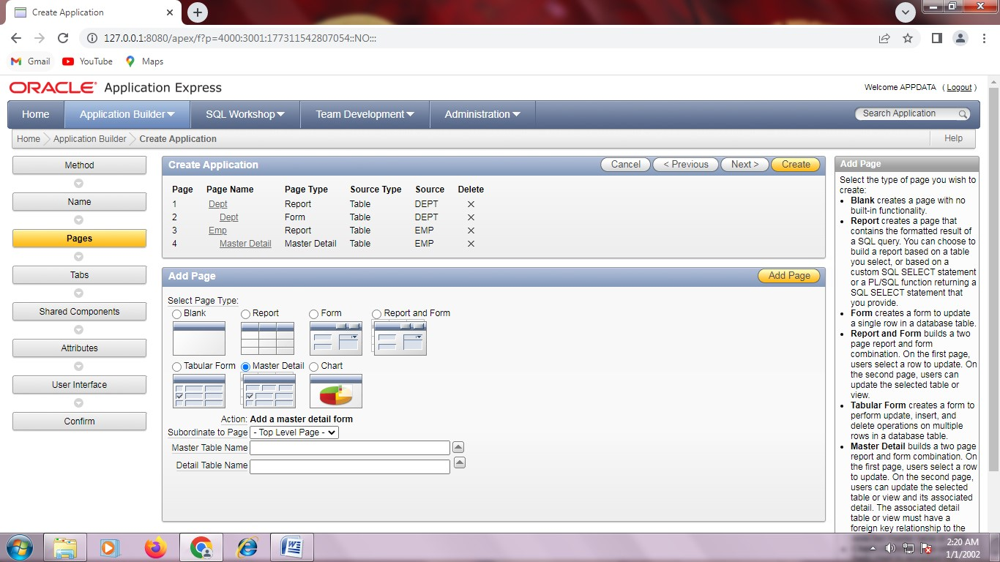 Create Application
127.0.0.1:8080/apex/f?p=4000:3001:177311542807054::NO:::
Gmail YouTube Maps
ORACLE Application Express
Welcome APPDATA ( Logout )
Home Application Builder SQL Workshop Team Development Administration
Search Application
Home Application Builder Create Application
Help
Method
Name
Pages
Tabs
Shared Components
Attributes
User Interface
Confirm
Create Application
Cancel < Previous Next > Create
Page Page Name Page Type Source Type Source Delete
1 Dept Report Table DEPT
2 Dept Form Table DEPT
3 Emp Report Table EMP
4 Master Detail Master Detail Table EMP
Add Page
Add Page
Select Page Type:
Blank Report Form Report and Form
Tabular Form Master Detail Chart
Action: Add a master detail form
Subordinate to Page - Top Level Page -
Master Table Name
Detail Table Name
Add Page
Select the type of page you wish to
create:
• Blank creates a page with no
built-in functionality.
• Report creates a page that
contains the formatted result of
a SQL query. You can choose to
build a report based on a table
you select, or based on a
custom SQL SELECT statement
or a PL/SQL function returning a
SQL SELECT statement that
you provide.
• Form creates a form to update
a single row in a database table.
• Report and Form builds a two
page report and form
combination. On the first page,
users select a row to update. On
the second page, users can
update the selected table or
view.
• Tabular Form creates a form to
perform update, insert, and
delete operations on multiple
rows in a database table.
• Master Detail builds a two page
report and form combination. On
the first page, users select a row
to update. On the second page,
users can update the selected
table or view and its associated
detail. The associated detail
table or view must have a
foreign key relationship to the
2:20 AM
1/1/2002